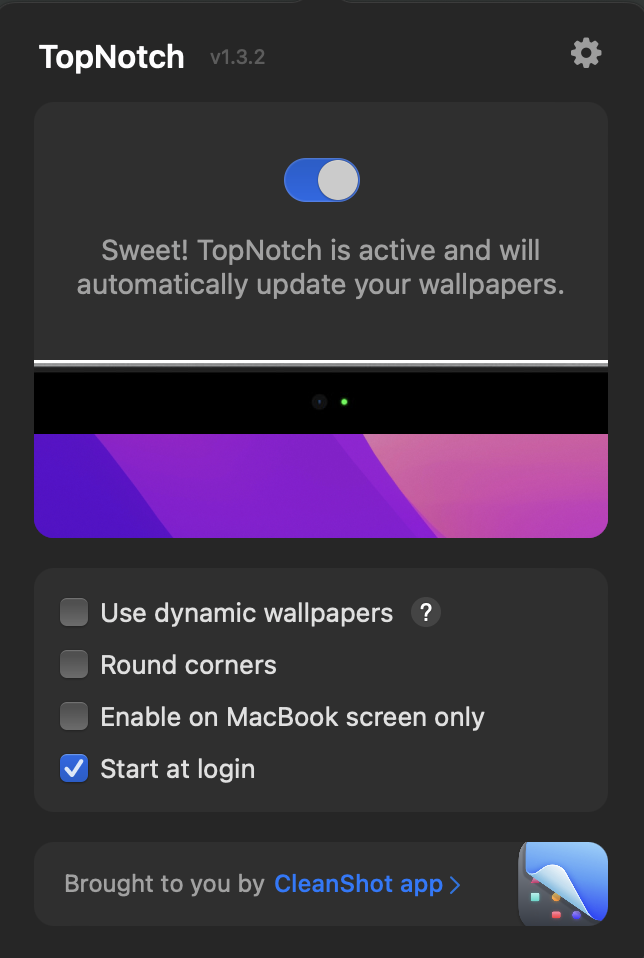 TopNotch v1.3.2
Sweet! TopNotch is active and will
automatically update your wallpapers.
Use dynamic wallpapers ?
Round corners
Enable on MacBook screen only
Start at login
Brought to you by CleanShot app >